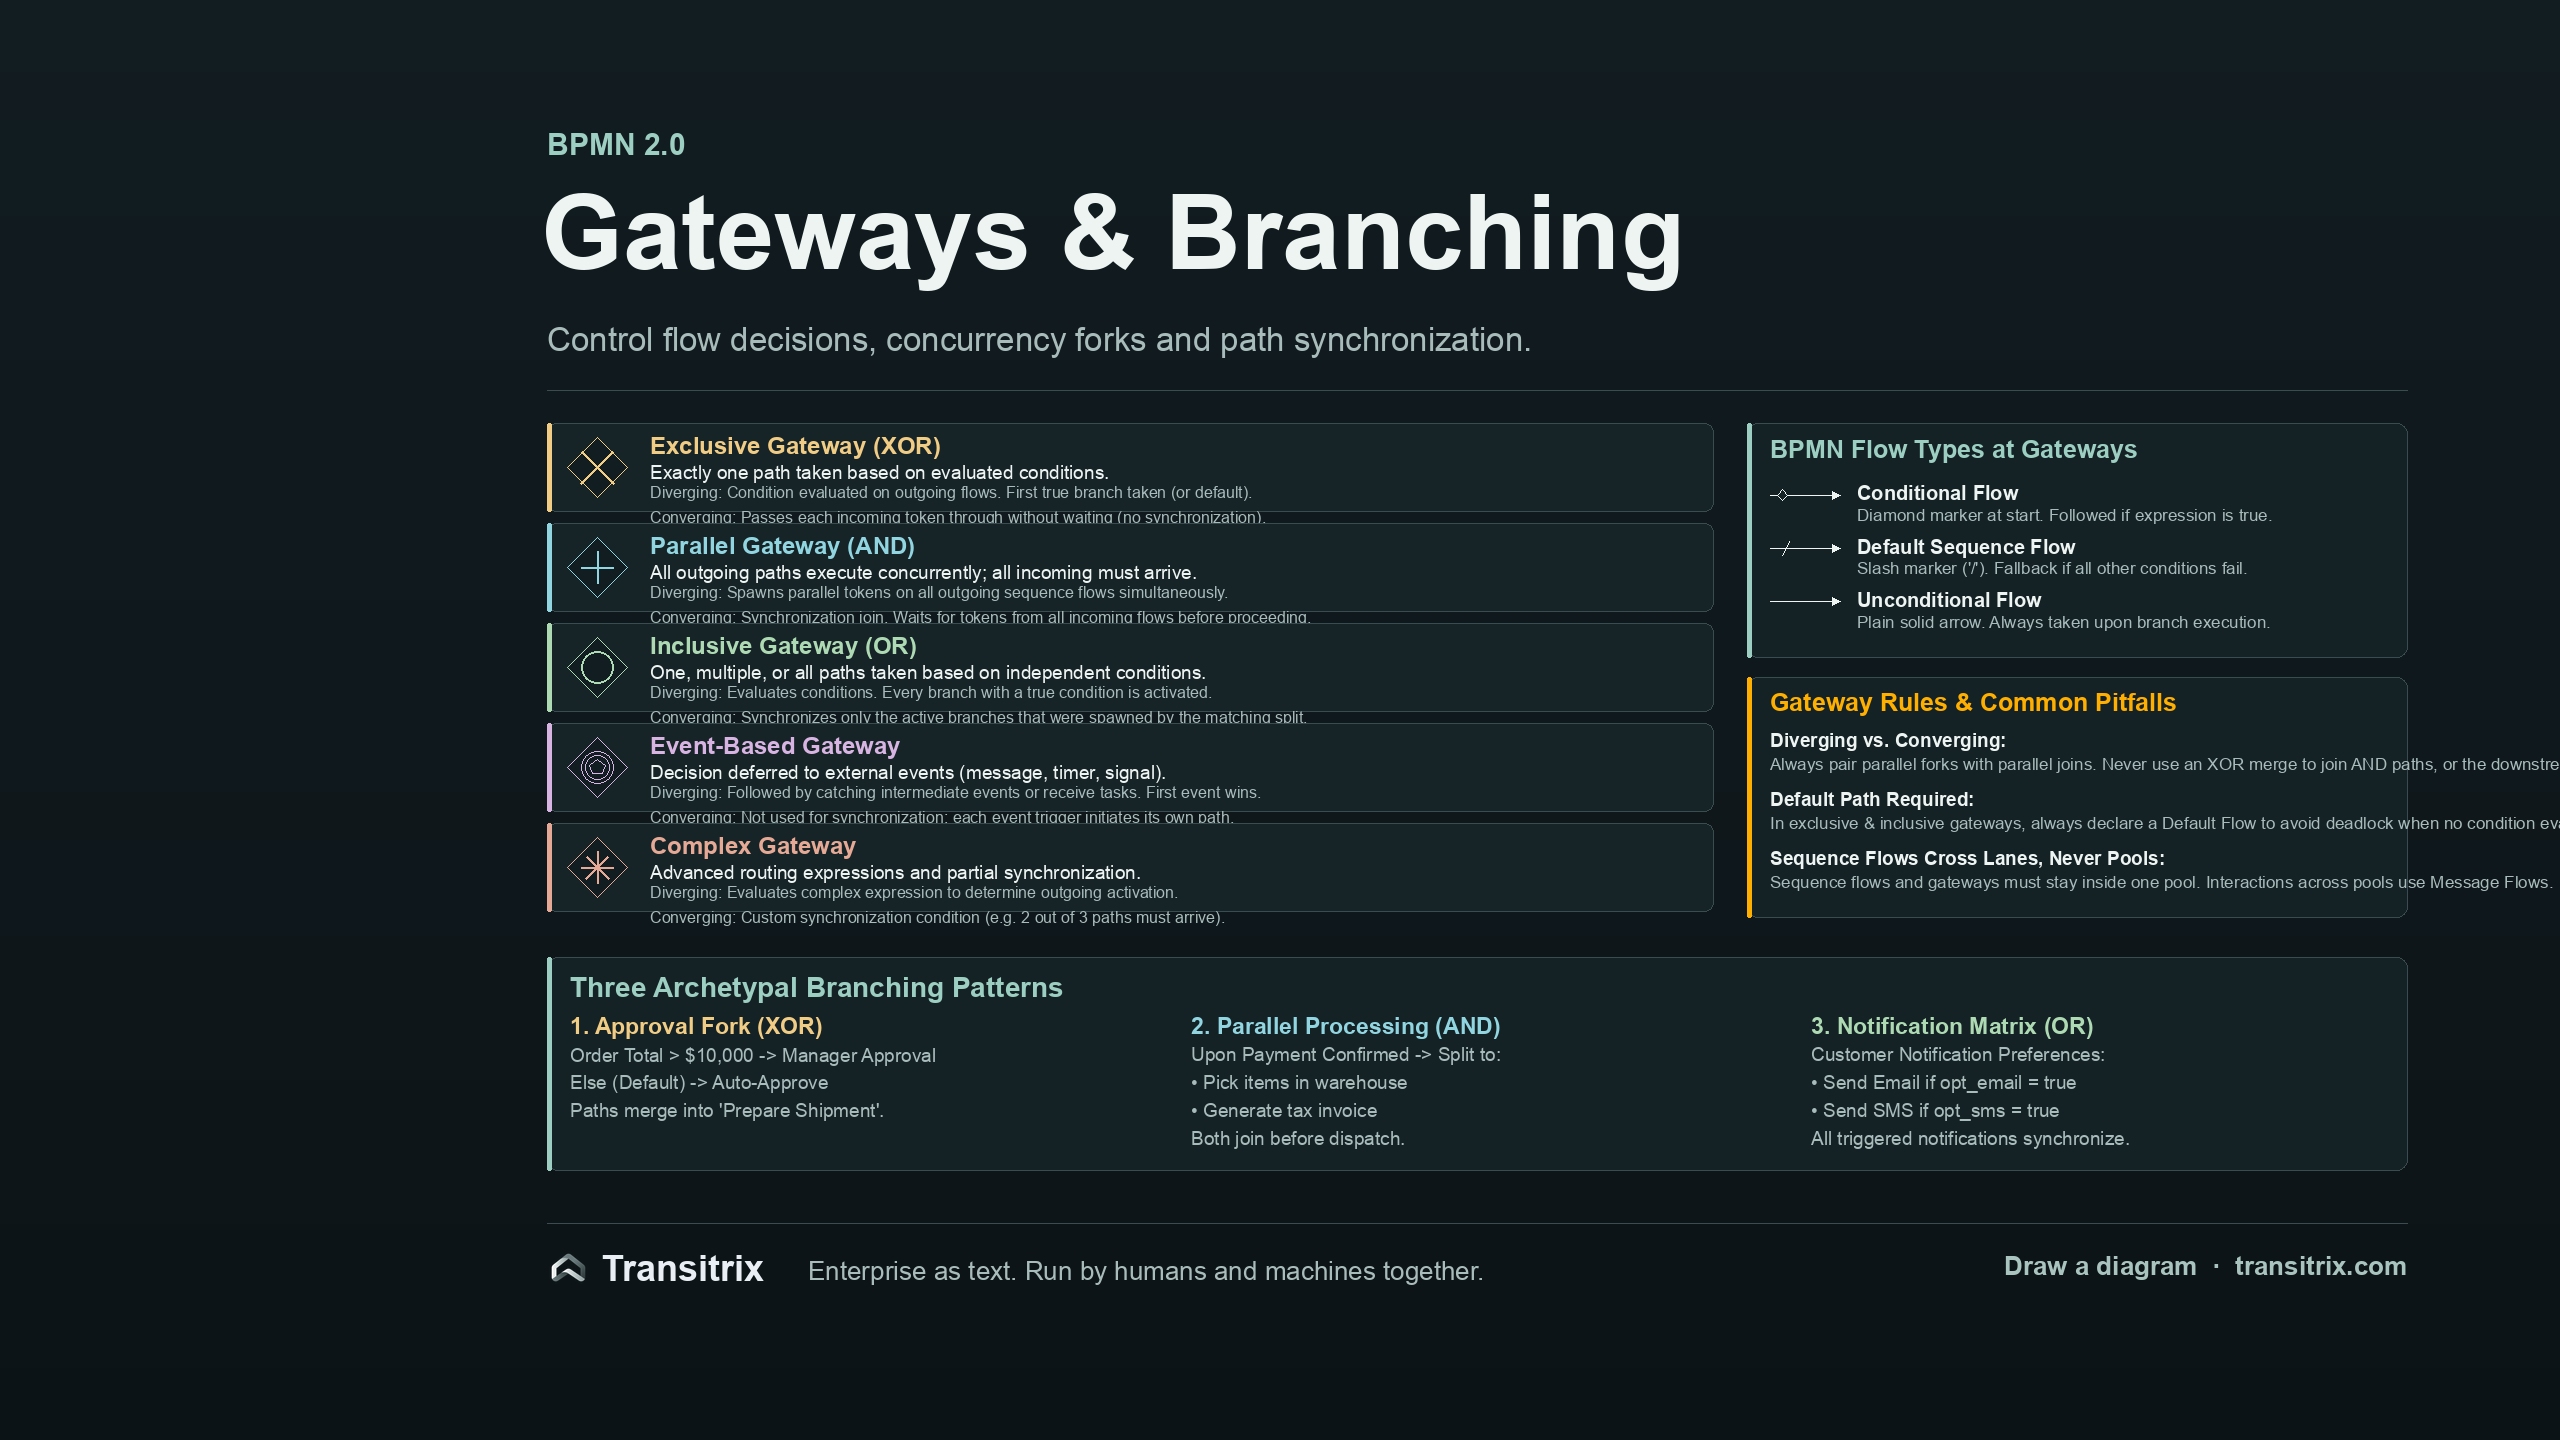 BPMN 2.0
Gateways & Branching
Control flow decisions, concurrency forks and path synchronization.
Exclusive Gateway (XOR)
Exactly one path taken based on evaluated conditions.
Diverging: Condition evaluated on outgoing flows. First true branch taken (or default).
Converging: Passes each incoming token through without waiting (no synchronization).
Parallel Gateway (AND)
All outgoing paths execute concurrently; all incoming must arrive.
Diverging: Spawns parallel tokens on all outgoing sequence flows simultaneously.
Converging: Synchronization join. Waits for tokens from all incoming flows before proceeding.
Inclusive Gateway (OR)
One, multiple, or all paths taken based on independent conditions.
Diverging: Evaluates conditions. Every branch with a true condition is activated.
Converging: Synchronizes only the active branches that were spawned by the matching split.
Event-Based Gateway
Decision deferred to external events (message, timer, signal).
Diverging: Followed by catching intermediate events or receive tasks. First event wins.
Converging: Not used for synchronization; each event trigger initiates its own path.
Complex Gateway
Advanced routing expressions and partial synchronization.
Diverging: Evaluates complex expression to determine outgoing activation.
Converging: Custom synchronization condition (e.g. 2 out of 3 paths must arrive).
BPMN Flow Types at Gateways
Conditional Flow
Diamond marker at start. Followed if expression is true.
Default Sequence Flow
Slash marker ('/'). Fallback if all other conditions fail.
Unconditional Flow
Plain solid arrow. Always taken upon branch execution.
Gateway Rules & Common Pitfalls
Diverging vs. Converging:
Always pair parallel forks with parallel joins. Never use an XOR merge to join AND paths, or the
Default Path Required:
In exclusive & inclusive gateways, always declare a Default Flow to avoid deadlock when no condition
Sequence Flows Cross Lanes, Never Pools:
Sequence flows and gateways must stay inside one pool. Interactions across pools use Message Flows.
Three Archetypal Branching Patterns
1. Approval Fork (XOR)
Order Total > $10,000 -> Manager Approval
Else (Default) -> Auto-Approve
Paths merge into 'Prepare Shipment'.
2. Parallel Processing (AND)
Upon Payment Confirmed -> Split to:
• Pick items in warehouse
• Generate tax invoice
Both join before dispatch.
3. Notification Matrix (OR)
Customer Notification Preferences:
• Send Email if opt_email = true
• Send SMS if opt_sms = true
All triggered notifications synchronize.
Transitrix
Enterprise as text. Run by humans and machines together.
Draw a diagram · transitrix.com